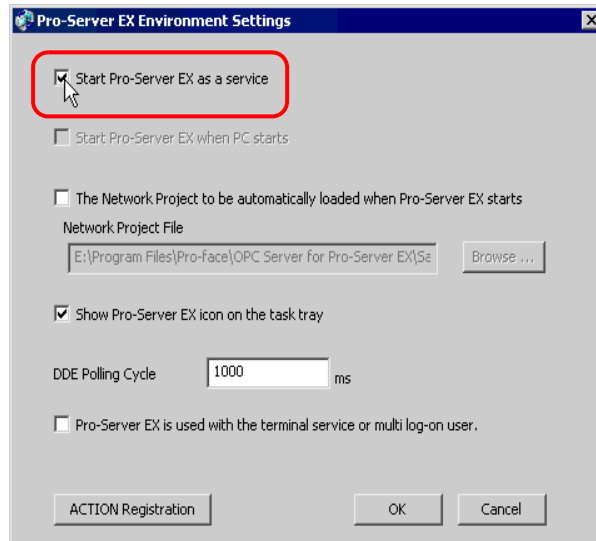 Pro-Server EX Environment Settings
Start Pro-Server EX as a service
Start Pro-Server EX when PC starts
The Network Project to be automatically loaded when Pro-Server EX starts
Network Project File
E:\Program Files\Pro-face\OPC Server for Pro-Server EX\Sa
Browse ...
Show Pro-Server EX icon on the task tray
DDE Polling Cycle 1000 ms
Pro-Server EX is used with the terminal service or multi log-on user.
ACTION Registration OK Cancel